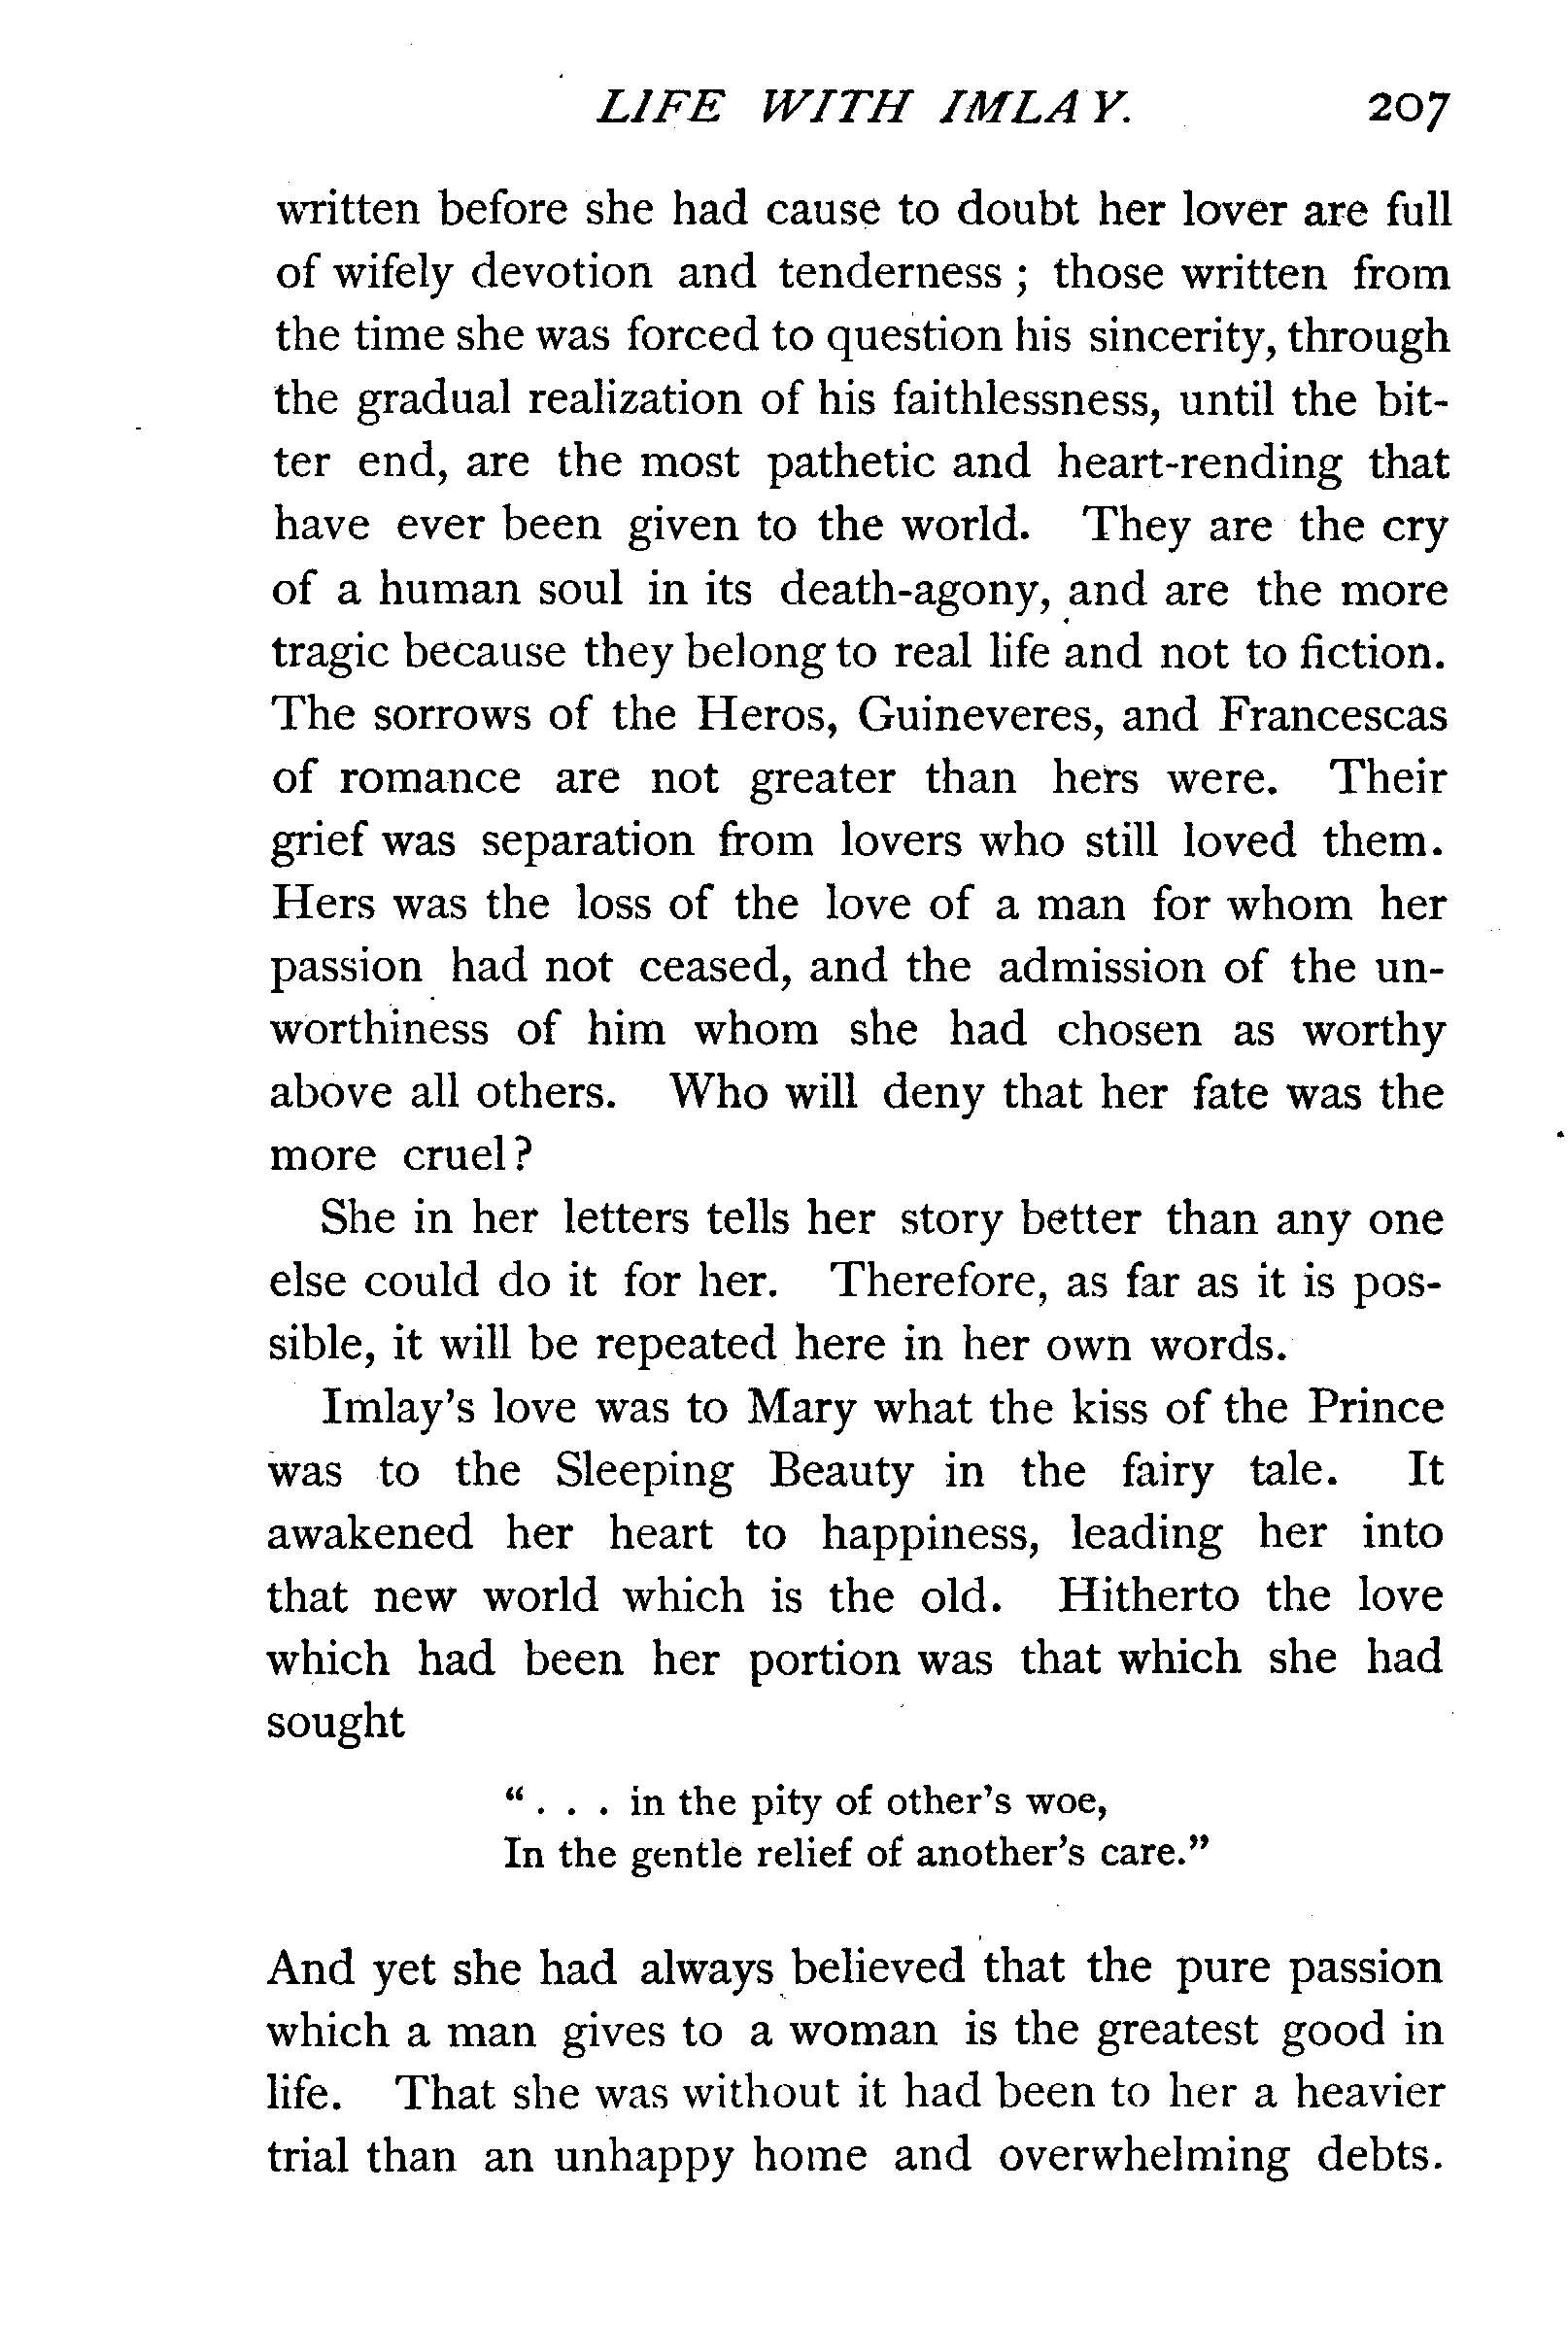 LIFE WITH IMLAY. 207
written before she had cause to doubt her lover are full
of wifely devotion and tenderness ; those written from
the time she was forced to question his sincerity, through
the gradual realization of his faithlessness, until the bit-
ter end, are the most pathetic and heart-rending that
have ever been given to the world. They are the cry
of a human soul in its death-agony, and are the more
tragic because they belong to real life and not to fiction.
The sorrows of the Heros, Guineveres, and Francescas
of romance are not greater than hers were. Their
grief was separation from lovers who still loved them.
Hers was the loss of the love of a man for whom her
passion had not ceased, and the admission of the un-
worthiness of him whom she had chosen as worthy
above all others. Who will deny that her fate was the
more cruel?
She in her letters tells her story better than any one
else could do it for her. Therefore, as far as it is pos-
sible, it will be repeated here in her own words.
Imlay's love was to Mary what the kiss of the Prince
was to the Sleeping Beauty in the fairy tale. It
awakened her heart to happiness, leading her into
that new world which is the old. Hitherto the love
which had been her portion was that which she had
sought
“ . . . in the pity of other's woe,
In the gentle relief of another's care.”
And yet she had always believed that the pure passion
which a man gives to a woman is the greatest good in
life. That she was without it had been to her a heavier
trial than an unhappy home and overwhelming debts.